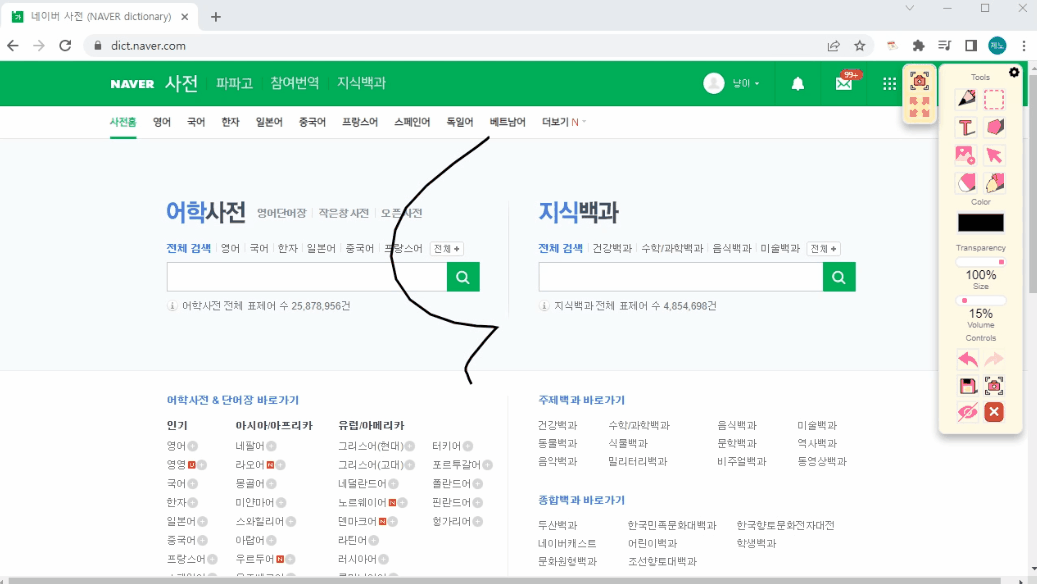 네이버 사전 (NAVER dictionary)
dict.naver.com
제노
NAVER 사전 파파고 참여번역 지식백과
냥이
99+
사전홈 영어 국어 한자 일본어 중국어 프랑스어 스페인어 독일어 베트남어 더보기 N
어학사전 영어단어장 작은창 사전 오픈사전
전체 검색 영어 국어 한자 일본어 중국어 프랑스어 전체 +
어학사전 전체 표제어 수 25,878,956건
지식백과
전체 검색 건강백과 수학/과학백과 음식백과 미술백과 전체 +
지식백과 전체 표제어 수 4,854,698건
어학사전 & 단어장 바로가기
인기 아시아/아프리카 유럽/아메리카
영어 네팔어 그리스어(현대) 터키어
영영 라오어 N 그리스어(고대) 포르투갈어
국어 몽골어 네덜란드어 폴란드어
한자 미얀마어 노르웨이어 N 핀란드어
일본어 스와힐리어 덴마크어 N 헝가리어
중국어 아랍어 라틴어
프랑스어 우르두어 N 러시아어
주제백과 바로가기
건강백과 수학/과학백과 음식백과 미술백과
동물백과 식물백과 문학백과 역사백과
음악백과 밀리터리백과 비주얼백과 동영상백과
종합백과 바로가기
두산백과 한국민족문화대백과 한국향토문화전자대전
네이버캐스트 어린이백과 학생백과
문화원형백과 조선향토대백과
Tools
T
Color
Transparency
100%
Size
15%
Volume
Controls